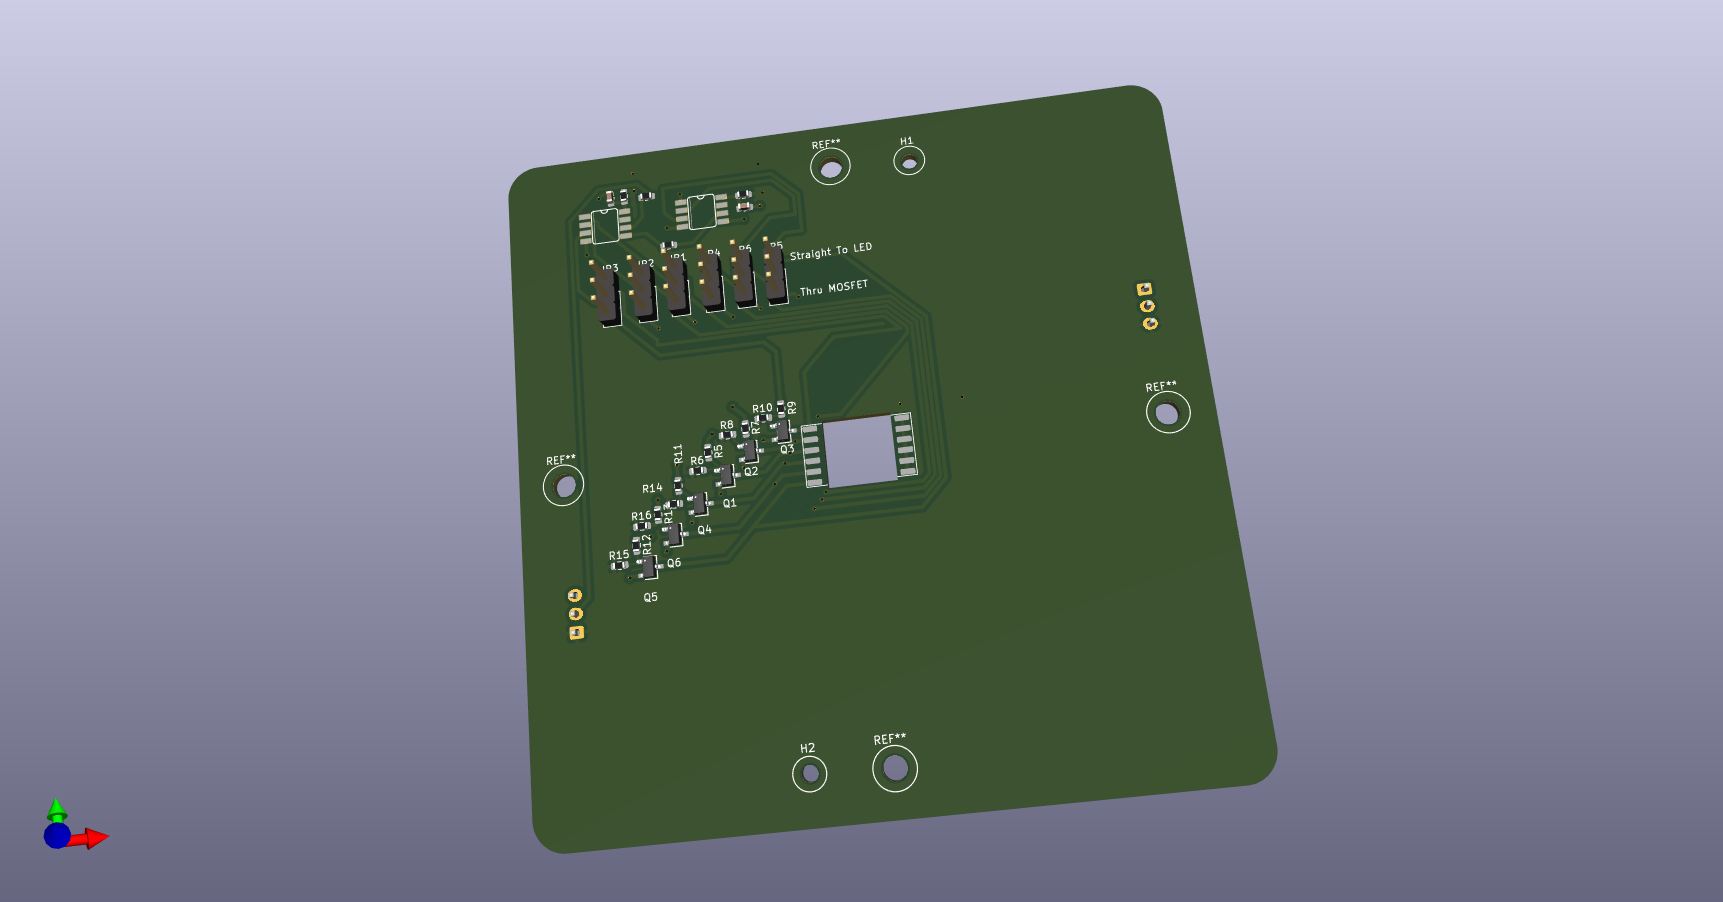 REF**
H1
Straight To LED
Thru MOSFET
REF**
R10
R9
R8
R7
Q3
R11
R5
R6
Q2
REF**
R14
Q1
R16
Q4
R12
R15
Q6
Q5
H2
REF**